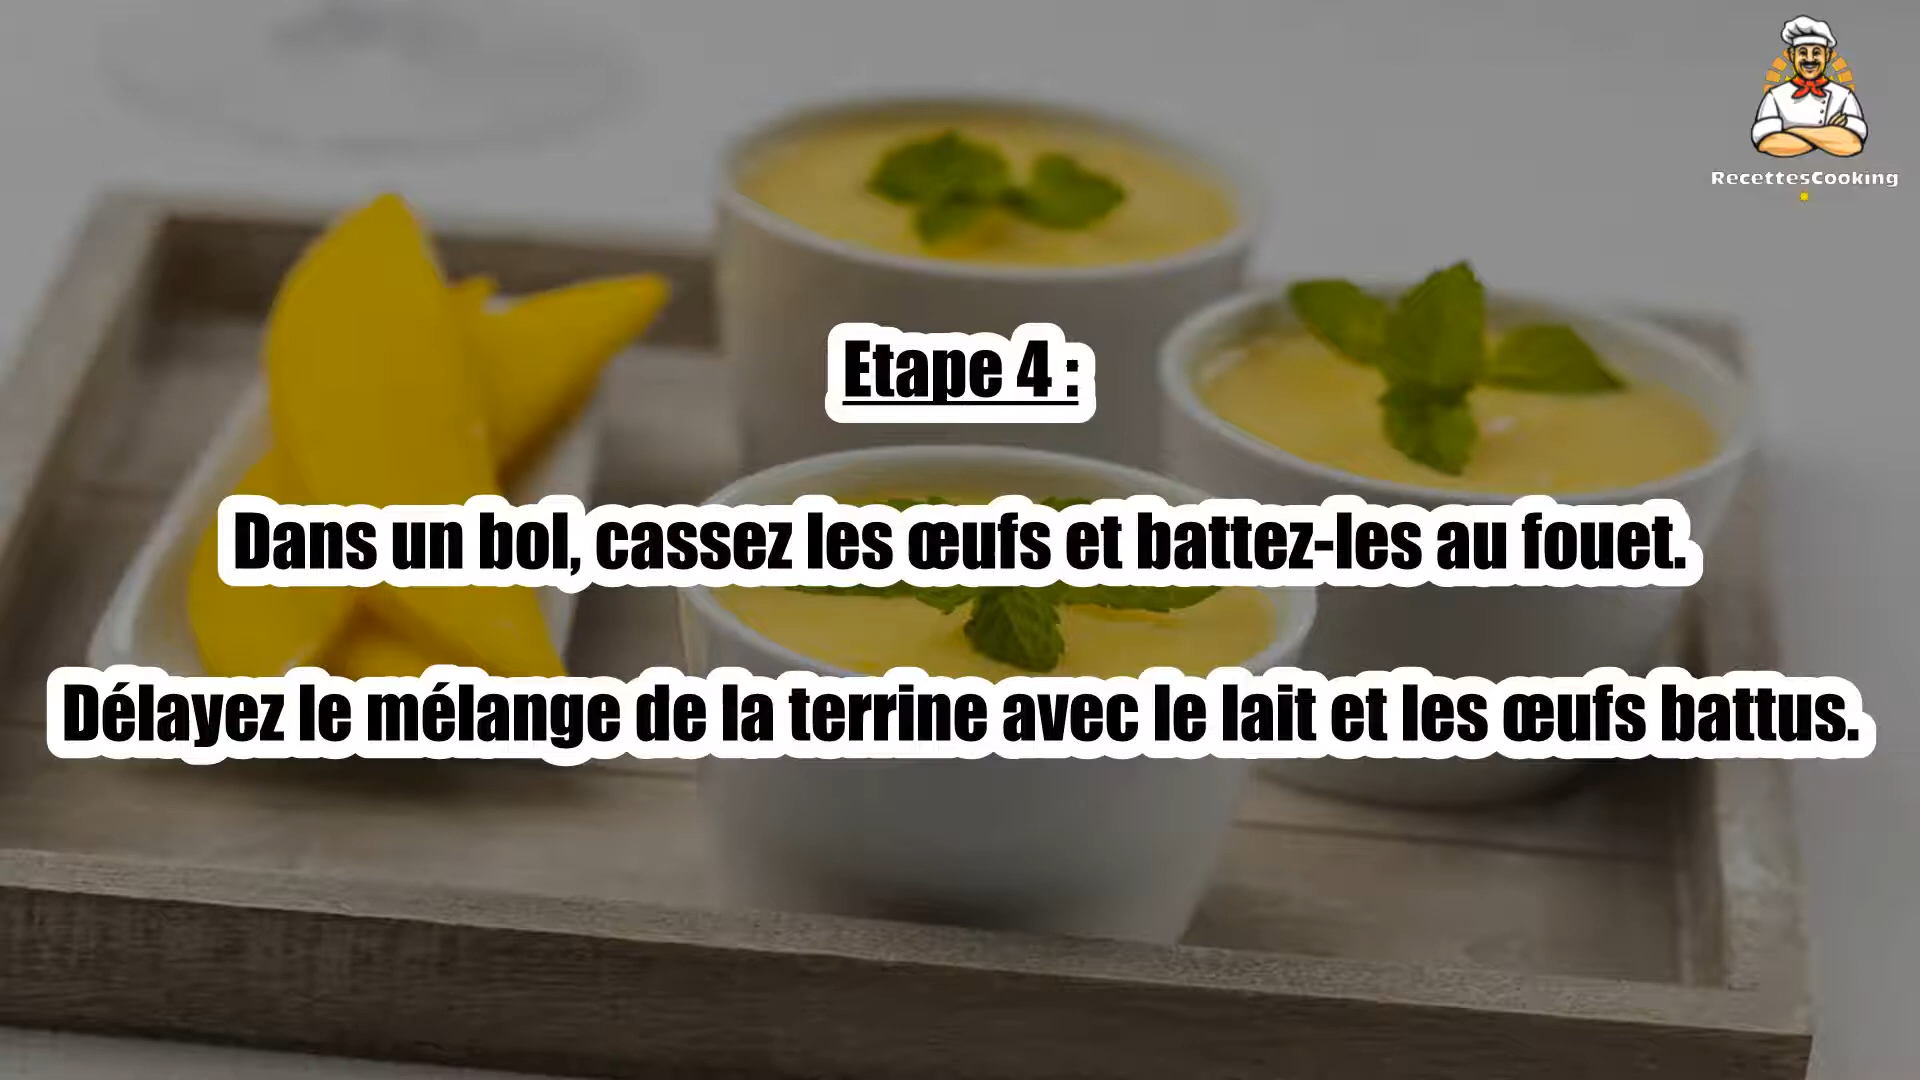 RecettesCooking
Etape 4 :
Dans un bol, cassez les œufs et battez-les au fouet.
Délayez le mélange de la terrine avec le lait et les œufs battus.